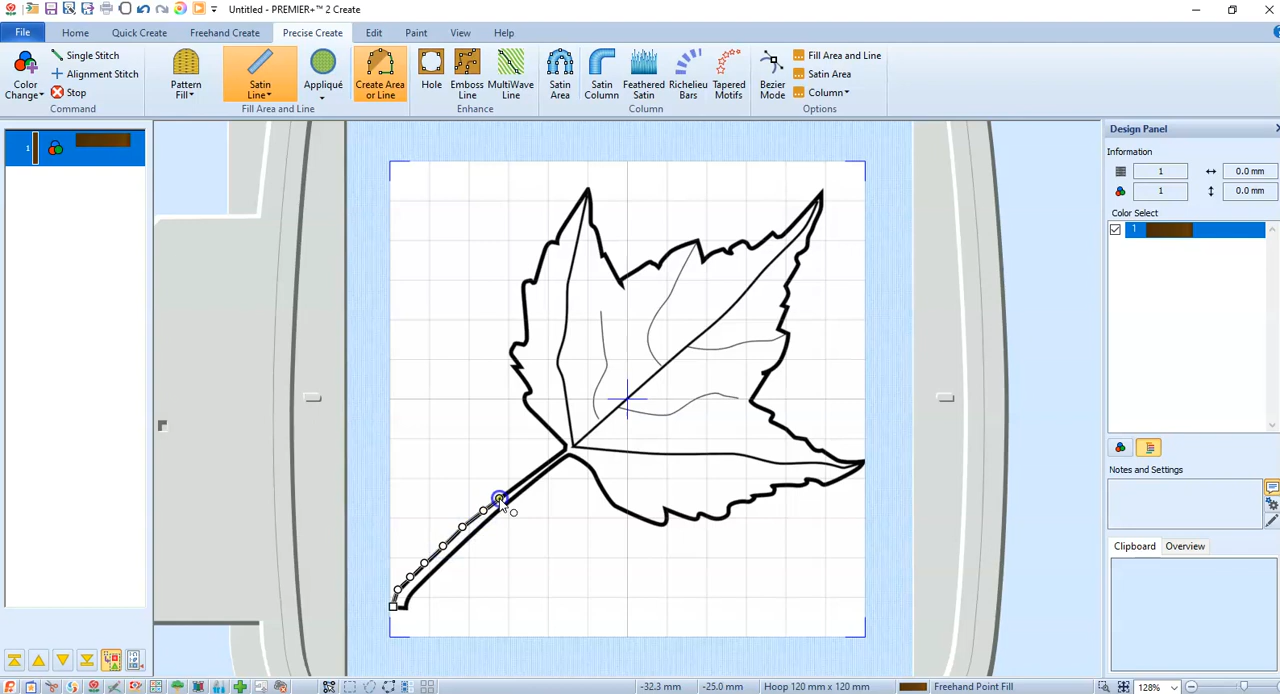 Untitled - PREMIER+™ 2 Create
File Home Quick Create Freehand Create Precise Create Edit Paint View Help
Color Change
Single Stitch
Alignment Stitch
Stop
Command
Pattern Fill
Satin Line
Appliqué
Create Area or Line
Fill Area and Line
Hole
Emboss Line
MultiWave Line
Enhance
Satin Area
Satin Column
Feathered Satin
Richelieu Bars
Tapered Motifs
Column
Bezier Mode
Fill Area and Line
Satin Area
Column
Options
1
Design Panel
Information
1 0.0 mm
1 0.0 mm
Color Select
1
Notes and Settings
Clipboard Overview
-32.3 mm -25.0 mm Hoop 120 mm x 120 mm Freehand Point Fill 128%